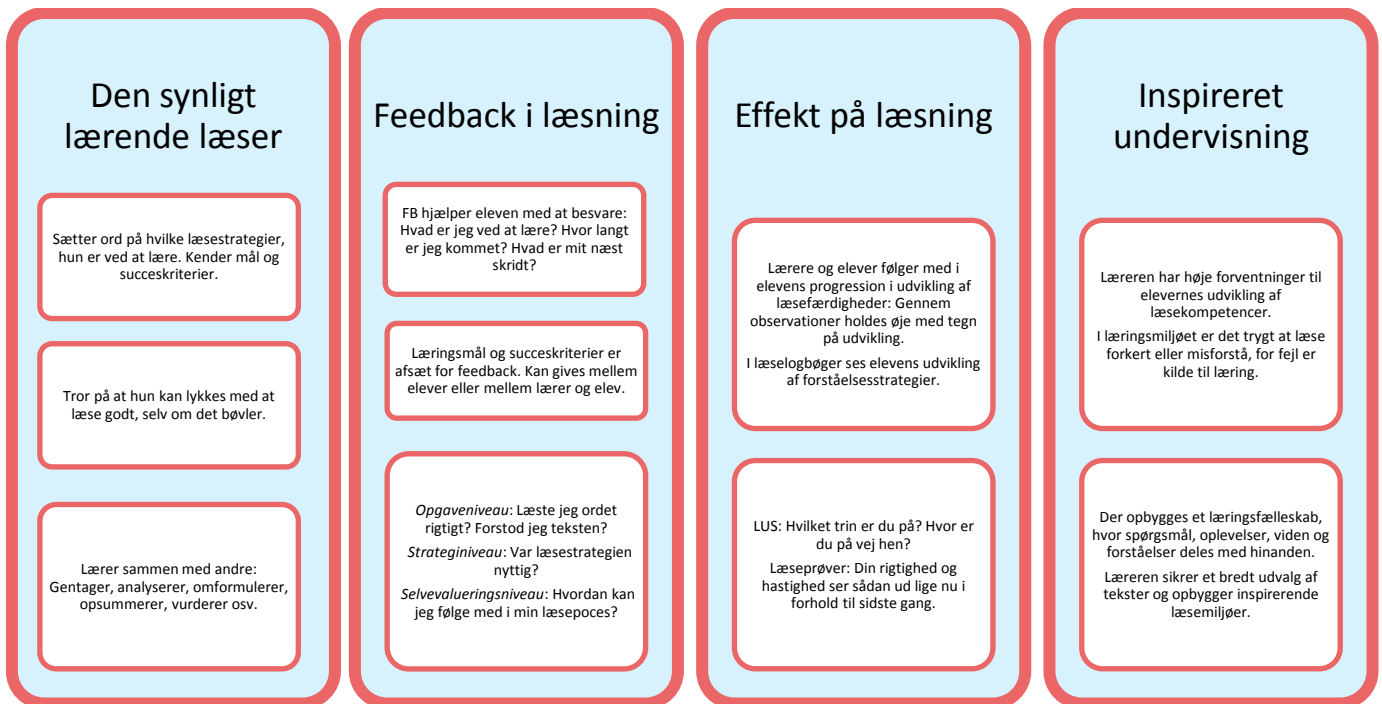 Den synligt
lærende læser
Sætter ord på hvilke læsestrategier,
hun er ved at lære. Kender mål og
succeskriterier.
Tror på at hun kan lykkes med at
læse godt, selv om det bøvler.
Lærer sammen med andre:
Gentager, analyserer, omformulerer,
opsummerer, vurderer osv.
Feedback i læsning
FB hjælper eleven med at besvare:
Hvad er jeg ved at lære? Hvor langt
er jeg kommet? Hvad er mit næst
skridt?
Læringsmål og succeskriterier er
afsæt for feedback. Kan gives mellem
elever eller mellem lærer og elev.
Opgaveniveau: Læste jeg ordet
rigtigt? Forstod jeg teksten?
Strateginiveau: Var læsestrategien
nyttig?
Selvevalueringsniveau: Hvordan kan
jeg følge med i min læsepoces?
Effekt på læsning
Lærere og elever følger med i
elevens progression i udvikling af
læsefærdigheder: Gennem
observationer holdes øje med tegn
på udvikling.
I læselogbøger ses elevens udvikling
af forståelsesstrategier.
LUS: Hvilket trin er du på? Hvor er
du på vej hen?
Læseprøver: Din rigtighed og
hastighed ser sådan ud lige nu i
forhold til sidste gang.
Inspireret
undervisning
Læreren har høje forventninger til
elevernes udvikling af
læsekompetencer.
I læringsmiljøet er det trygt at læse
forkert eller misforstå, for fejl er
kilde til læring.
Der opbygges et læringsfælleskab,
hvor spørgsmål, oplevelser, viden og
forståelser deles med hinanden.
Læreren sikrer et bredt udvalg af
tekster og opbygger inspirerende
læsemiljøer.